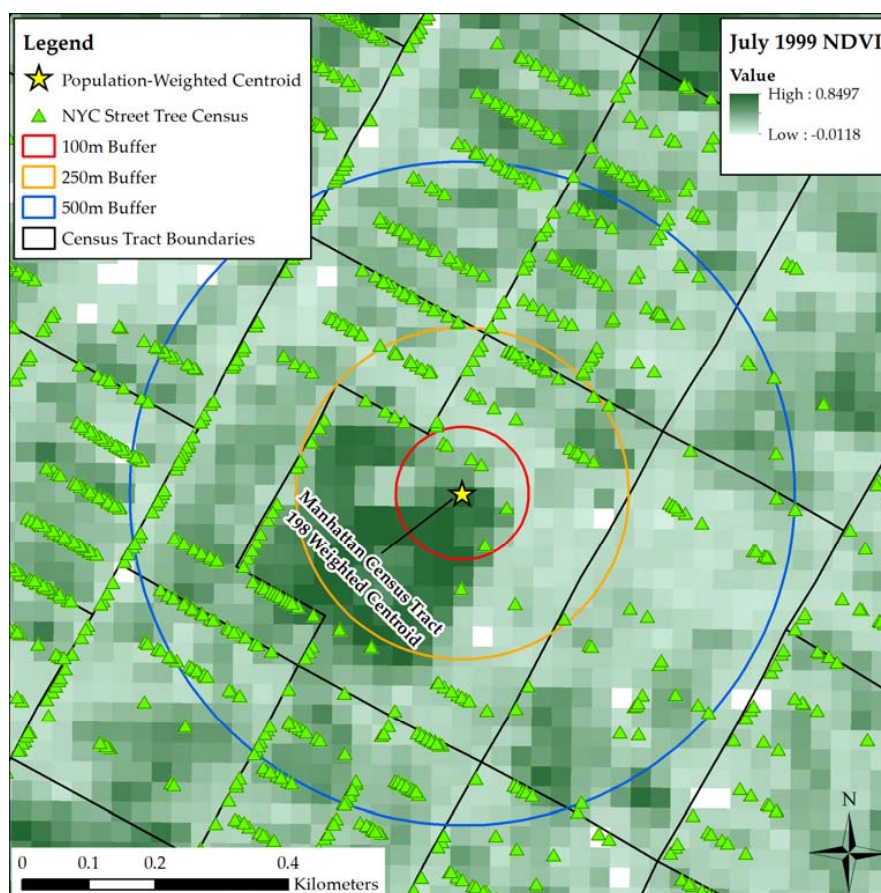 Legend
Population-Weighted Centroid
NYC Street Tree Census
100m Buffer
250m Buffer
500m Buffer
Census Tract Boundaries
July 1999 NDVI
Value
High : 0.8497
Low : -0.0118
Manhattan Census Tract
198 Weighted Centroid
0 0.1 0.2 0.4
Kilometers
N